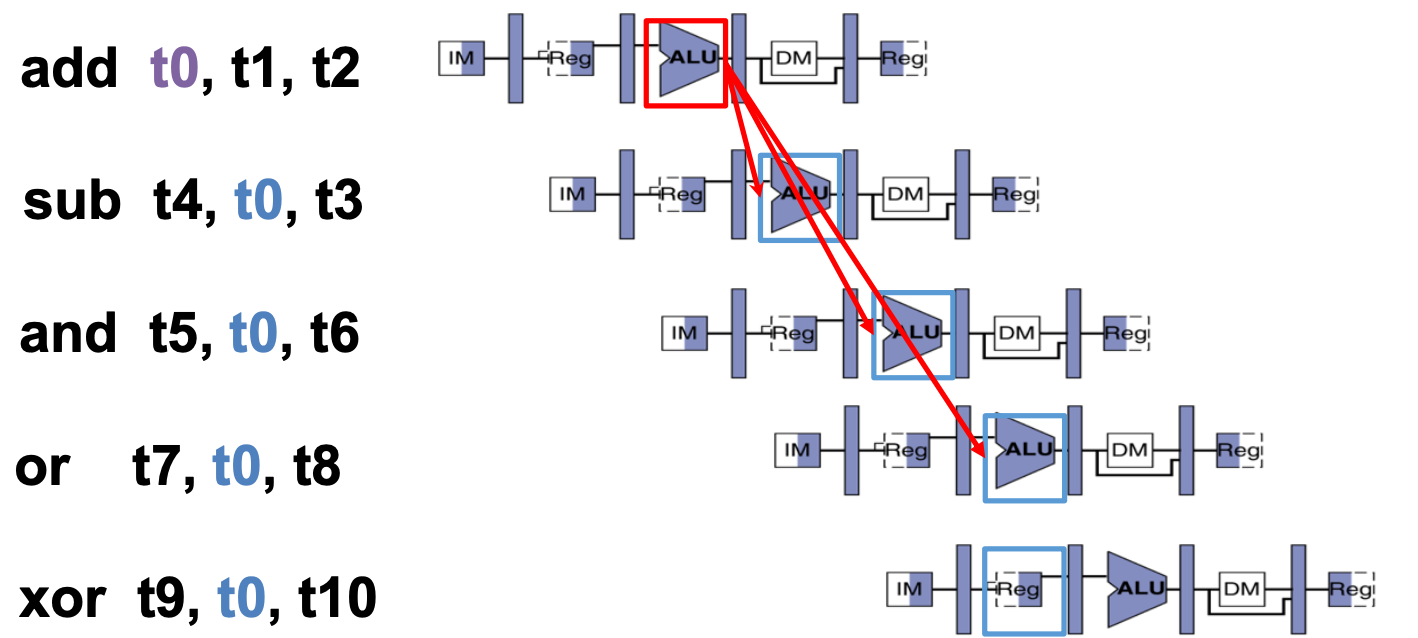 add t0, t1, t2
IM Reg ALU DM Reg
sub t4, t0, t3
IM Reg ALU DM Reg
and t5, t0, t6
IM Reg ALU DM Reg
or t7, t0, t8
IM Reg ALU DM Reg
xor t9, t0, t10
IM Reg ALU DM Reg